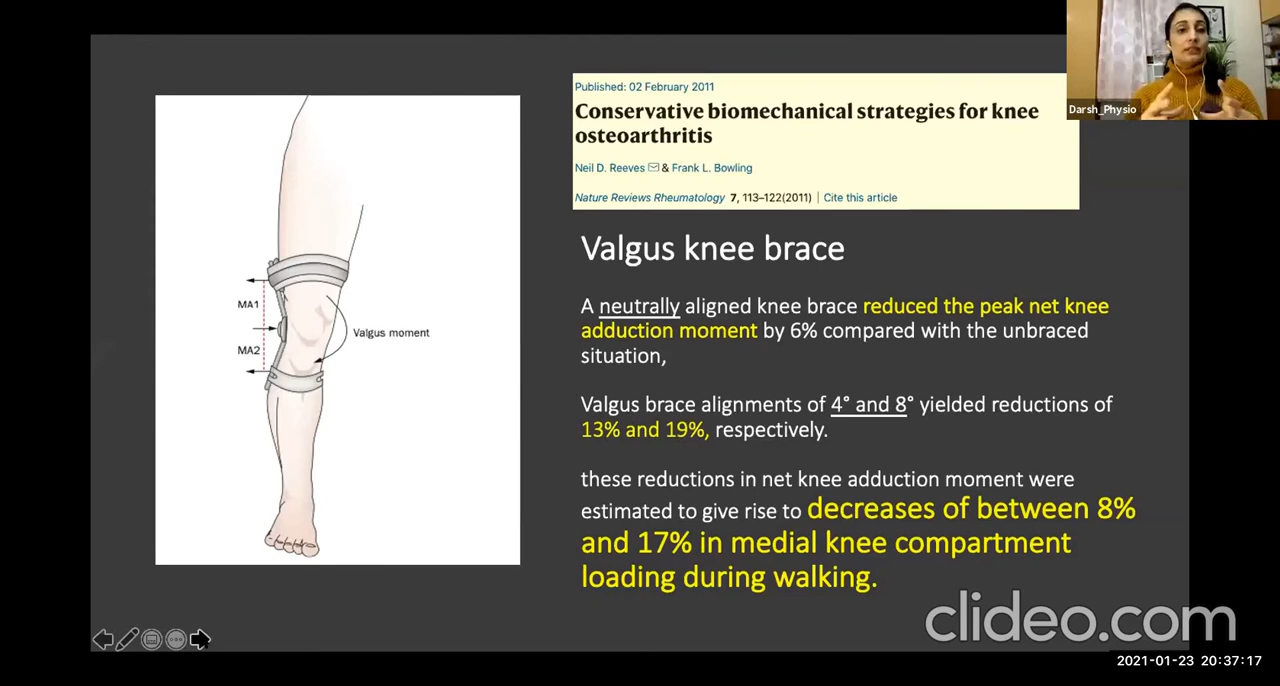 Published: 02 February 2011
Conservative biomechanical strategies for knee
osteoarthritis
Neil D. Reeves & Frank L. Bowling
Nature Reviews Rheumatology 7, 113–122(2011) | Cite this article
Darsh_Physio
MA1
MA2
Valgus moment
Valgus knee brace
A neutrally aligned knee brace reduced the peak net knee
adduction moment by 6% compared with the unbraced
situation,
Valgus brace alignments of 4° and 8° yielded reductions of
13% and 19%, respectively.
these reductions in net knee adduction moment were
estimated to give rise to decreases of between 8%
and 17% in medial knee compartment
loading during walking.
clideo.com
2021-01-23 20:37:17